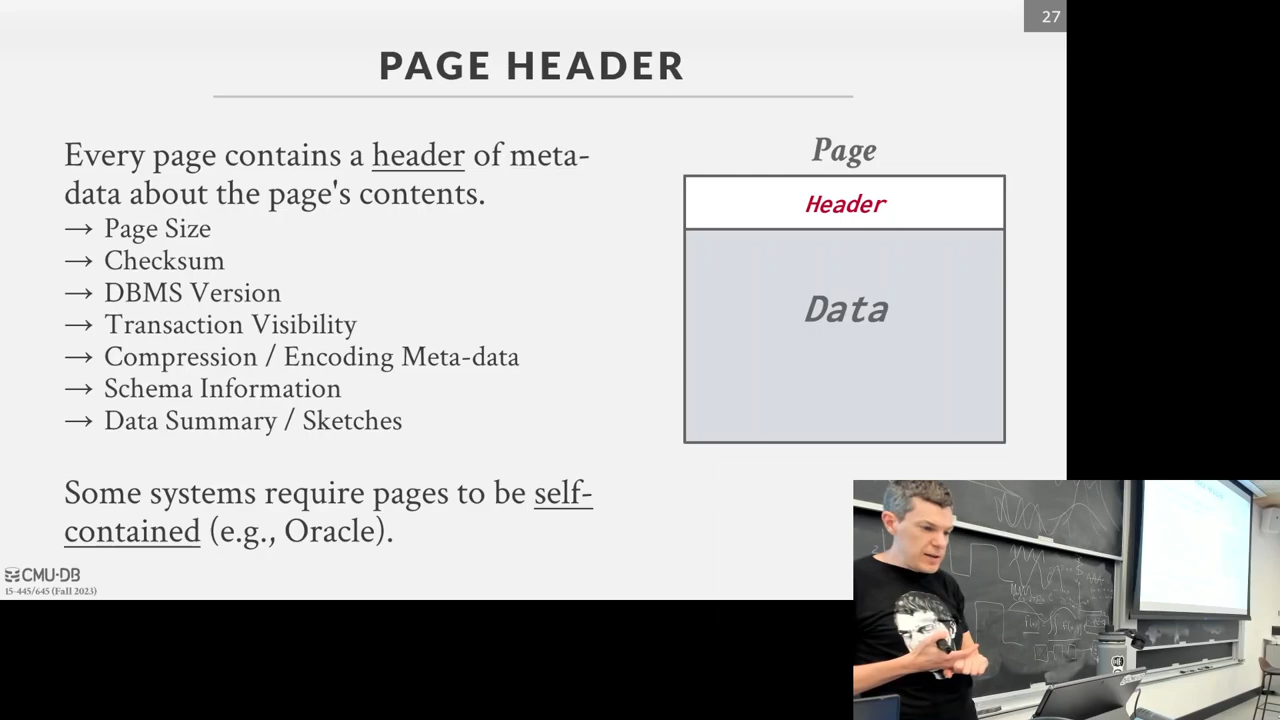 27
PAGE HEADER
Every page contains a header of meta-
data about the page's contents.
→ Page Size
→ Checksum
→ DBMS Version
→ Transaction Visibility
→ Compression / Encoding Meta-data
→ Schema Information
→ Data Summary / Sketches
Some systems require pages to be self-
contained (e.g., Oracle).
Page
Header
Data
CMU·DB
15-445/645 (Fall 2023)